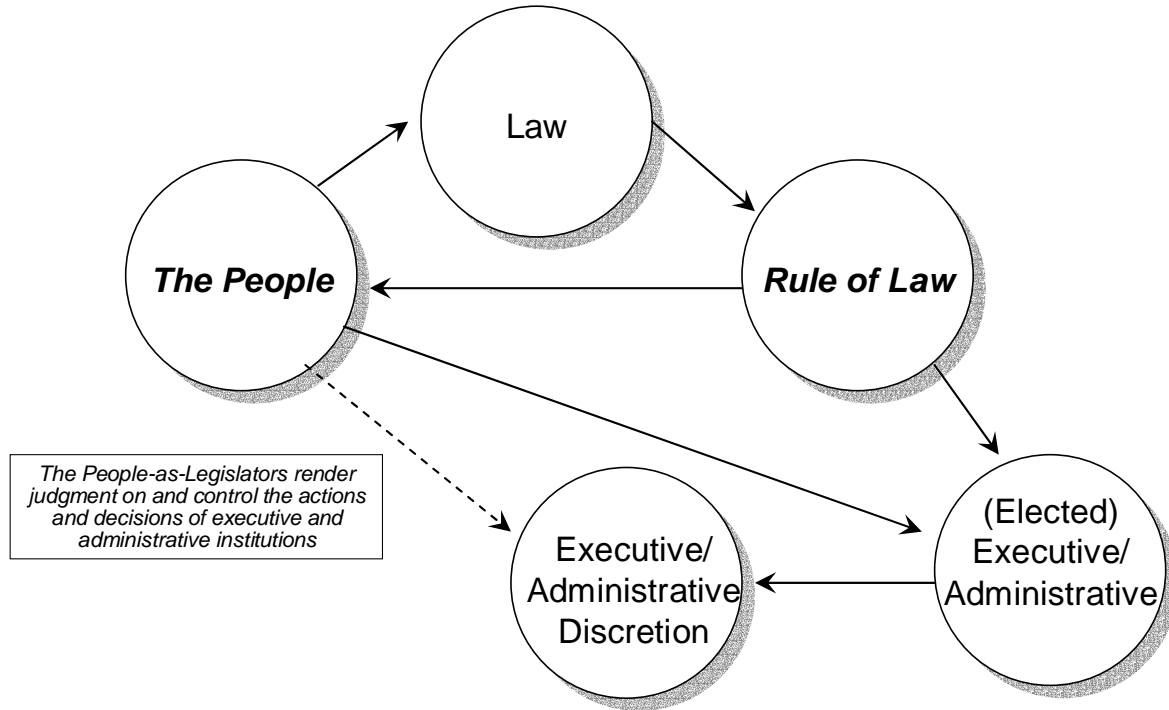 Law
The People
Rule of Law
The People-as-Legislators render
judgment on and control the actions
and decisions of executive and
administrative institutions
(Elected)
Executive/
Administrative
Executive/
Administrative
Discretion